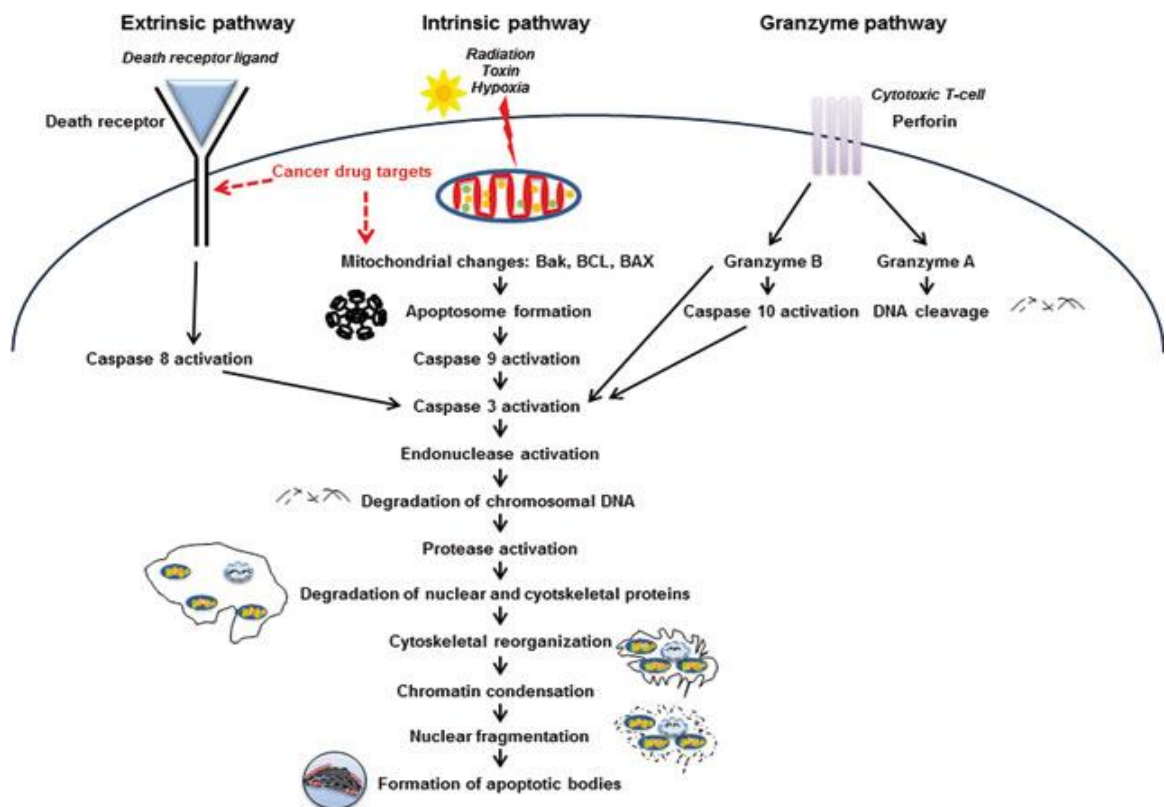 Extrinsic pathway
Death receptor ligand
Death receptor
Intrinsic pathway
Radiation
Toxin
Hypoxia
Granzyme pathway
Cytotoxic T-cell
Perforin
Cancer drug targets
Mitochondrial changes: Bak, BCL, BAX
Granzyme B
Granzyme A
Apoptosome formation
Caspase 10 activation
DNA cleavage
Caspase 8 activation
Caspase 9 activation
Caspase 3 activation
Endonuclease activation
Degradation of chromosomal DNA
Protease activation
Degradation of nuclear and cyotskeletal proteins
Cytoskeletal reorganization
Chromatin condensation
Nuclear fragmentation
Formation of apoptotic bodies